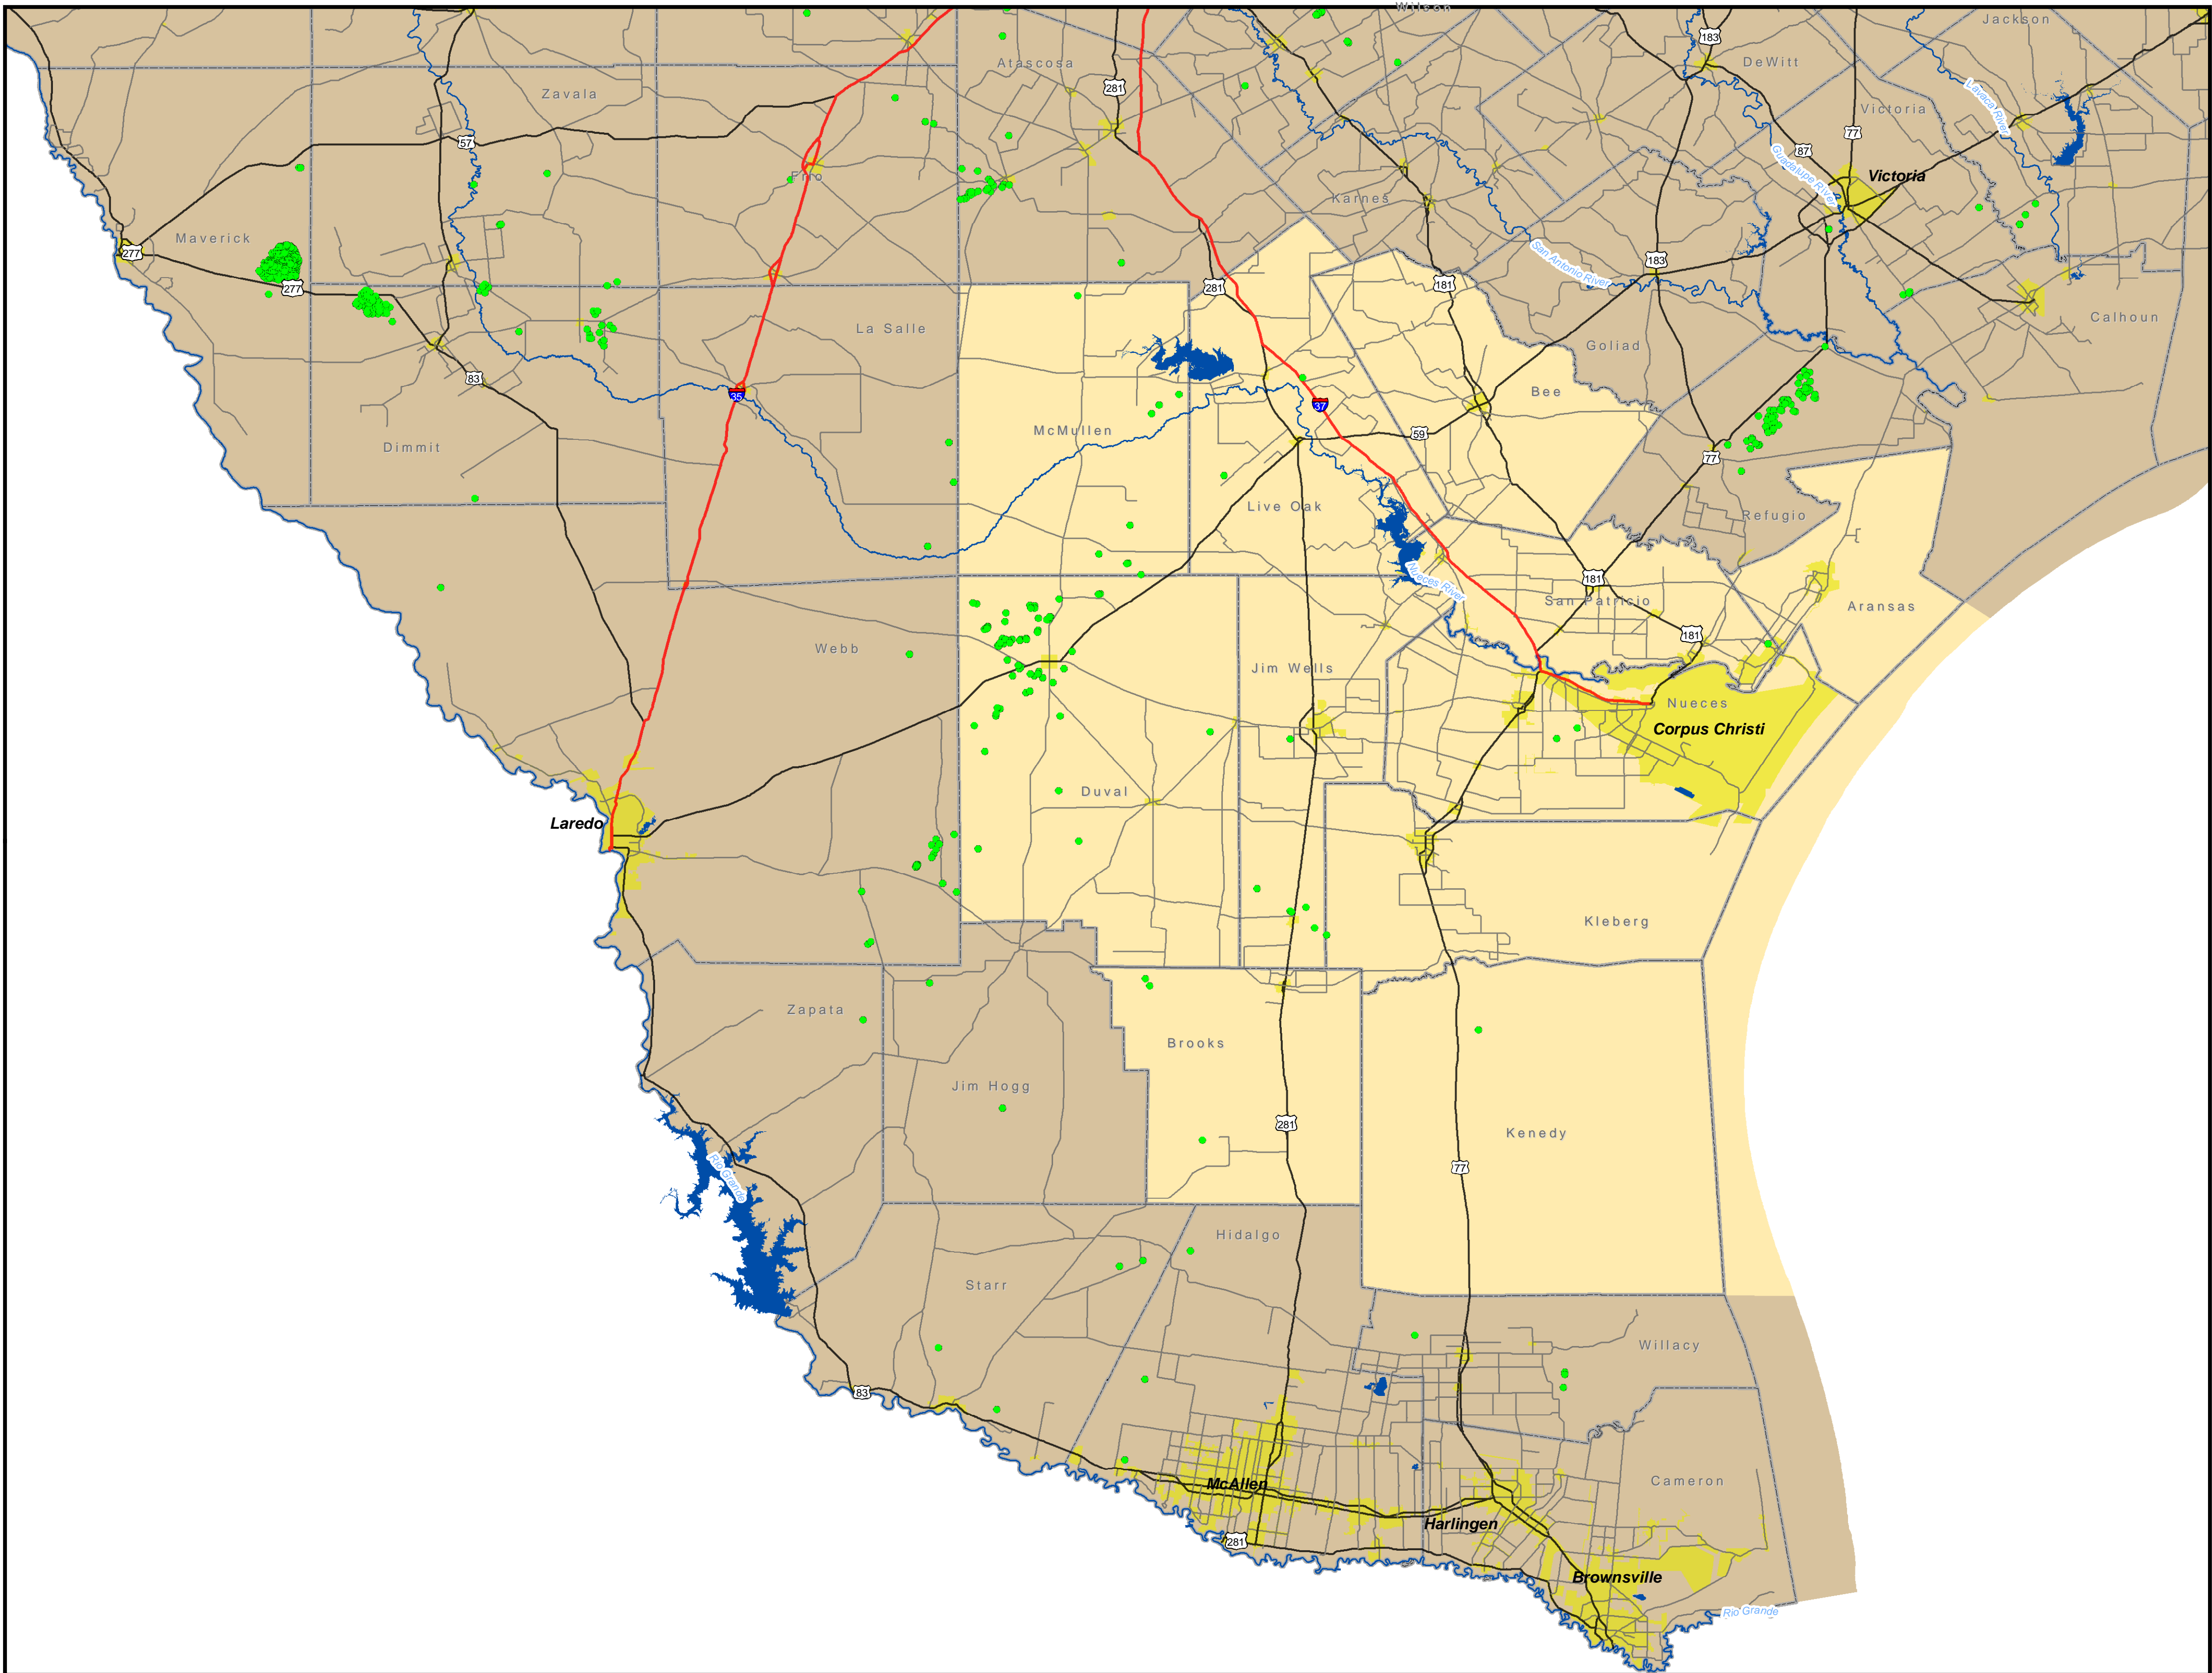 Wilson
Jackson
183
Atascosa
DeWitt
281
Zavala
Lavaca River
Victoria
77
57
87
Guadalupe River
Victoria
Frio
Karnes
Maverick
277
San Antonio River
183
277
281
181
Calhoun
La Salle
Goliad
83
35
Bee
37
McMullen
59
Dimmit
77
Live Oak
Refugio
Nueces River
181
San Patricio
Aransas
181
Webb
Jim Wells
Nueces
Corpus Christi
Duval
Laredo
Kleberg
Zapata
Brooks
Jim Hogg
281
Kenedy
77
Rio Grande
Hidalgo
Starr
Willacy
83
Cameron
McAllen
Harlingen
281
Brownsville
Rio Grande